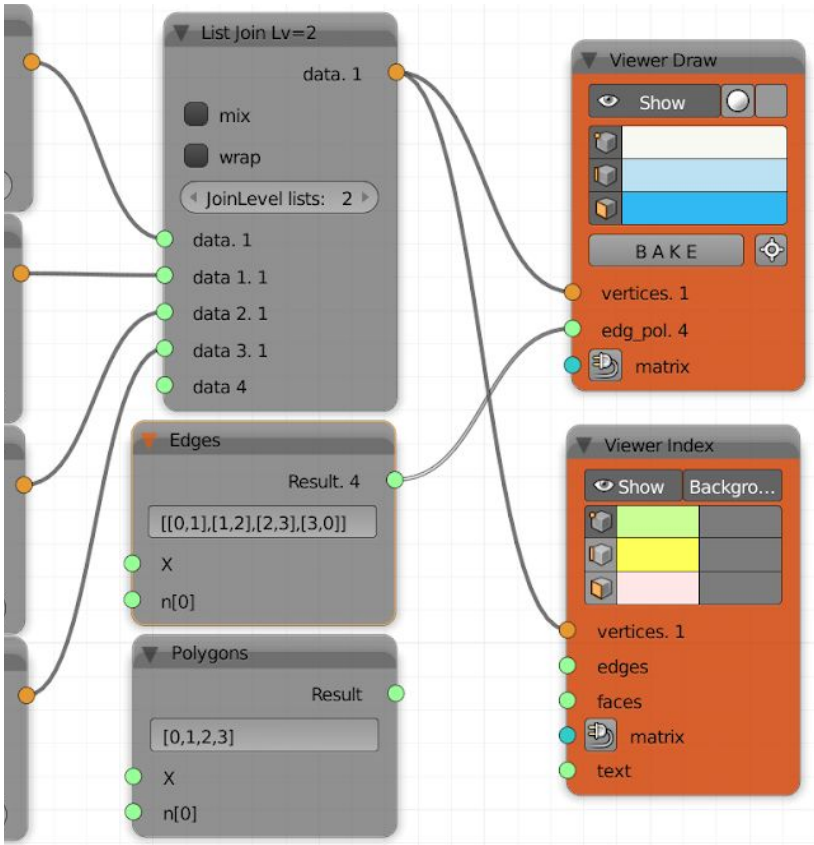 List Join Lv=2
data. 1
mix
wrap
JoinLevel lists: 2
data. 1
data 1. 1
data 2. 1
data 3. 1
data 4
Edges
Result. 4
[[0,1],[1,2],[2,3],[3,0]]
X
n[0]
Polygons
Result
[0,1,2,3]
X
n[0]
Viewer Draw
Show
B A K E
vertices. 1
edg_pol. 4
matrix
Viewer Index
Show Backgro...
vertices. 1
edges
faces
matrix
text